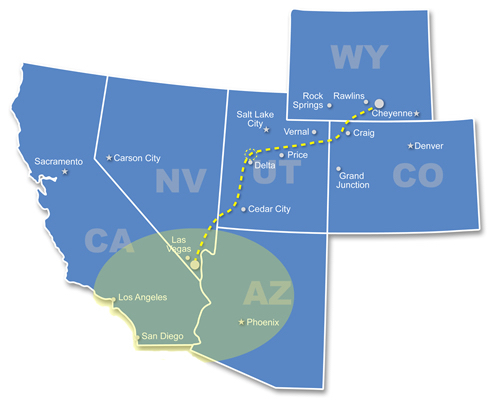 WY
Rock
Springs
Rawlins
Cheyenne
Salt Lake
City
Vernal
Craig
Denver
Sacramento
Carson City
Price
Delta
Grand
Junction
NV
UT
CO
Cedar City
CA
Las
Vegas
AZ
Los Angeles
Phoenix
San Diego